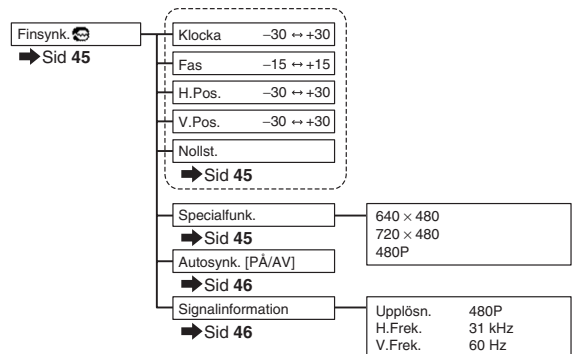 Finsynk.
➡Sid 45
Klocka −30 ↔ +30
Fas −15 ↔ +15
H.Pos. −30 ↔ +30
V.Pos. −30 ↔ +30
Nollst.
➡Sid 45
Specialfunk.
➡Sid 45
640 × 480
720 × 480
480P
Autosynk. [PÅ/AV]
➡Sid 46
Signalinformation
➡Sid 46
Upplösn. 480P
H.Frek. 31 kHz
V.Frek. 60 Hz